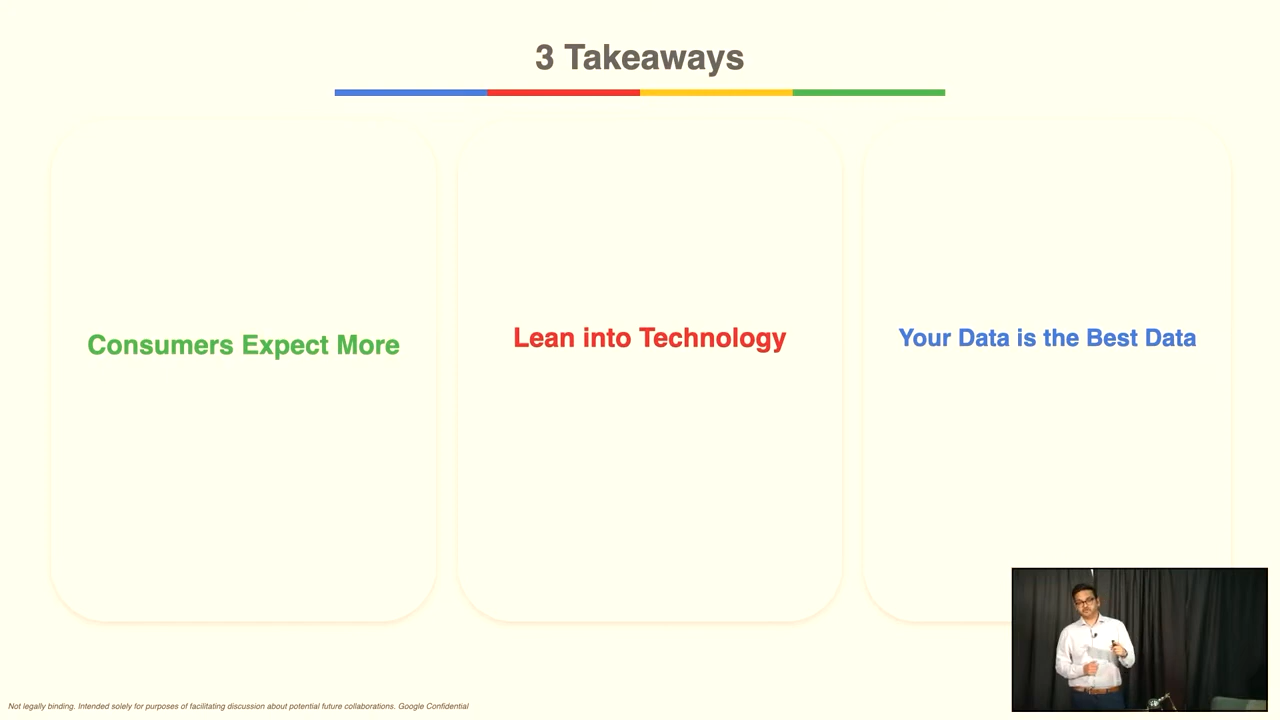 3 Takeaways
Consumers Expect More
Lean into Technology
Your Data is the Best Data
Not legally binding. Intended solely for purposes of facilitating discussion about potential future collaborations. Google Confidential